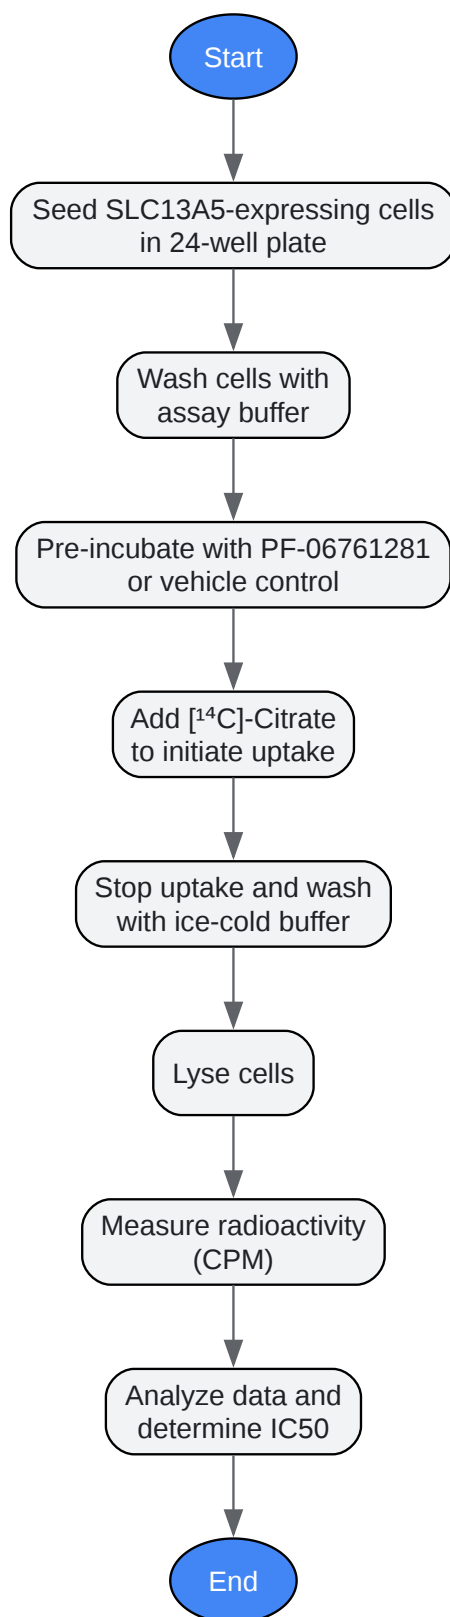 Start
Seed SLC13A5-expressing cells
in 24-well plate
Wash cells with
assay buffer
Pre-incubate with PF-06761281
or vehicle control
Add [¹⁴C]-Citrate
to initiate uptake
Stop uptake and wash
with ice-cold buffer
Lyse cells
Measure radioactivity
(CPM)
Analyze data and
determine IC50
End